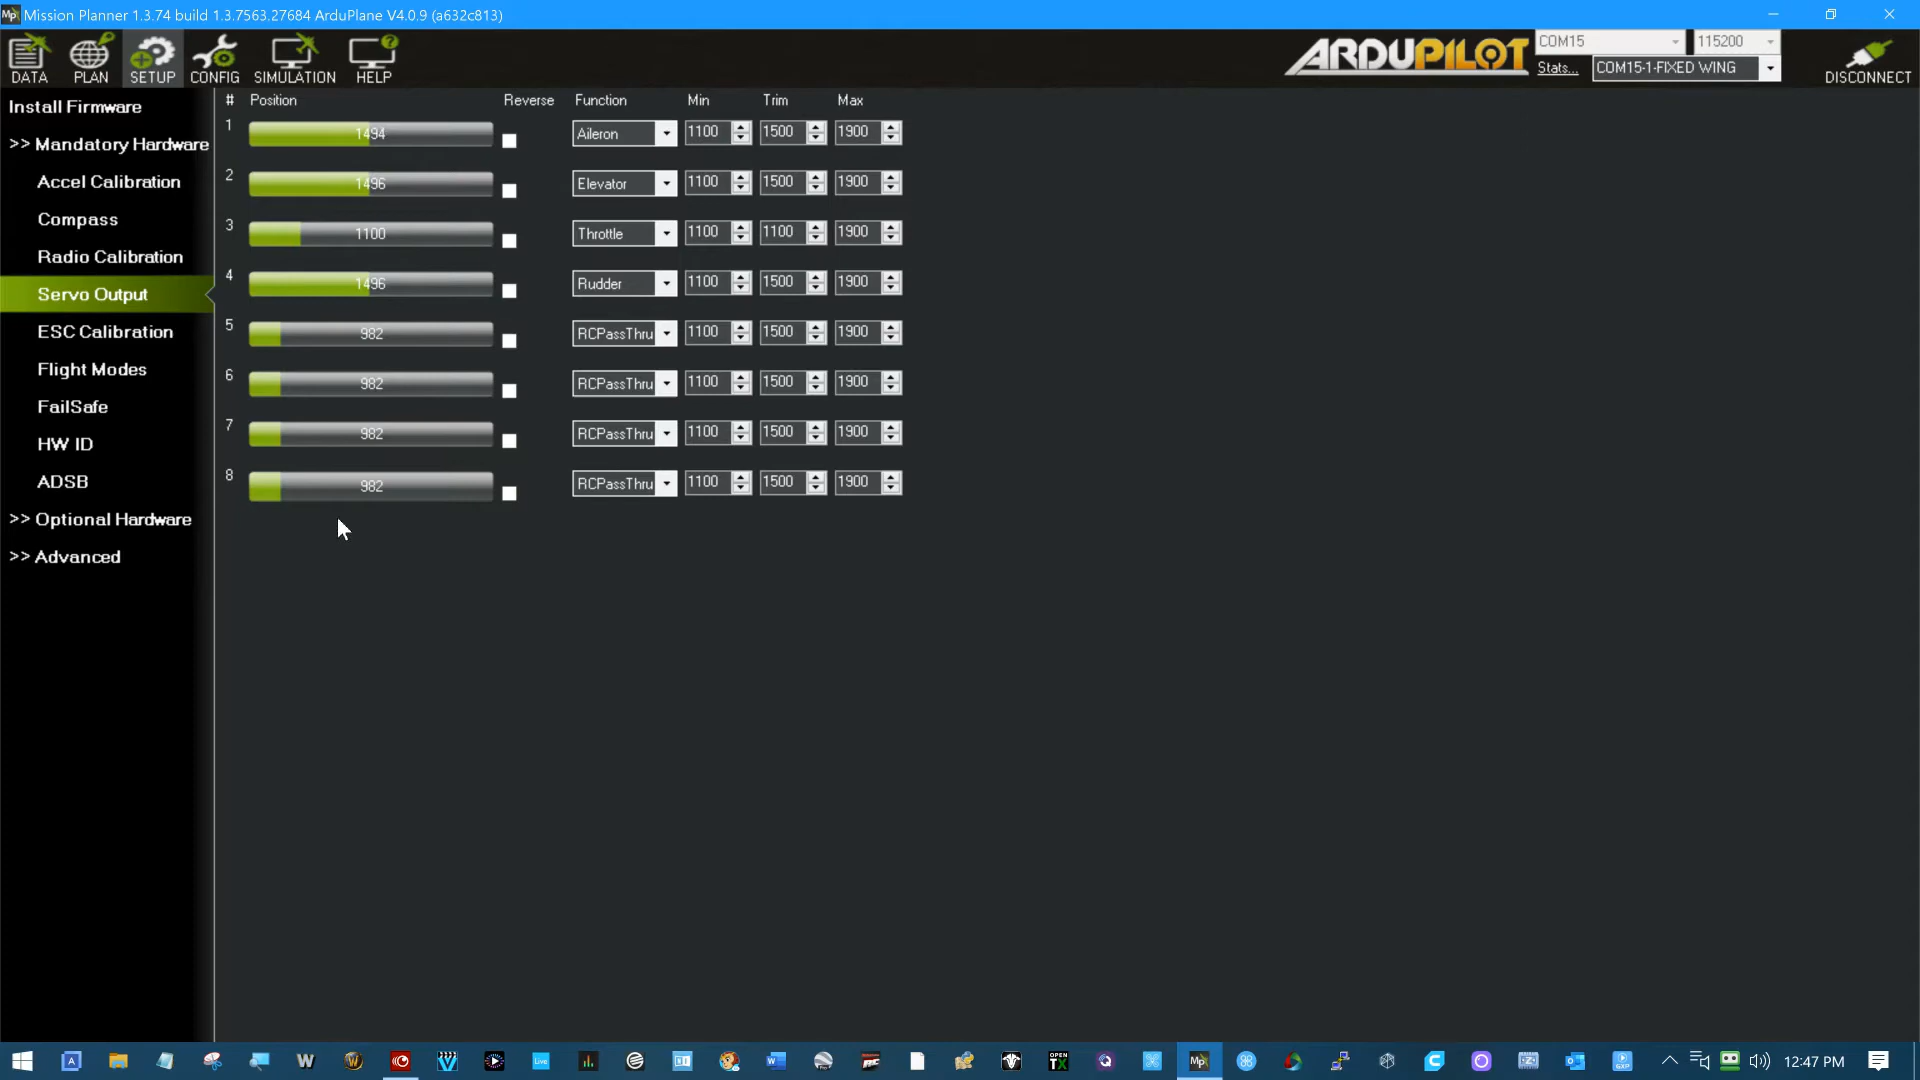 Mission Planner 1.3.74 build 1.3.7563.27684 ArduPlane V4.0.9 (a632c813)
DATA PLAN SETUP CONFIG SIMULATION HELP
ARDUPILOT
COM15 115200
Stats... COM15-1-FIXED WING
DISCONNECT
Install Firmware
>> Mandatory Hardware
Accel Calibration
Compass
Radio Calibration
Servo Output
ESC Calibration
Flight Modes
FailSafe
HW ID
ADSB
>> Optional Hardware
>> Advanced
# Position Reverse Function Min Trim Max
1 1494 Aileron 1100 1500 1900
2 1496 Elevator 1100 1500 1900
3 1100 Throttle 1100 1100 1900
4 1496 Rudder 1100 1500 1900
5 982 RCPassThru 1100 1500 1900
6 982 RCPassThru 1100 1500 1900
7 982 RCPassThru 1100 1500 1900
8 982 RCPassThru 1100 1500 1900
12:47 PM